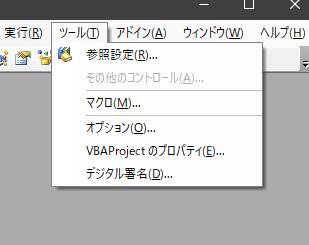 実行(R) ツール(T) アドイン(A) ウィンドウ(W) ヘルプ(H)
参照設定(R)...
その他のコントロール(A)...
マクロ(M)...
オプション(O)...
VBAProject のプロパティ(E)...
デジタル署名(D)...